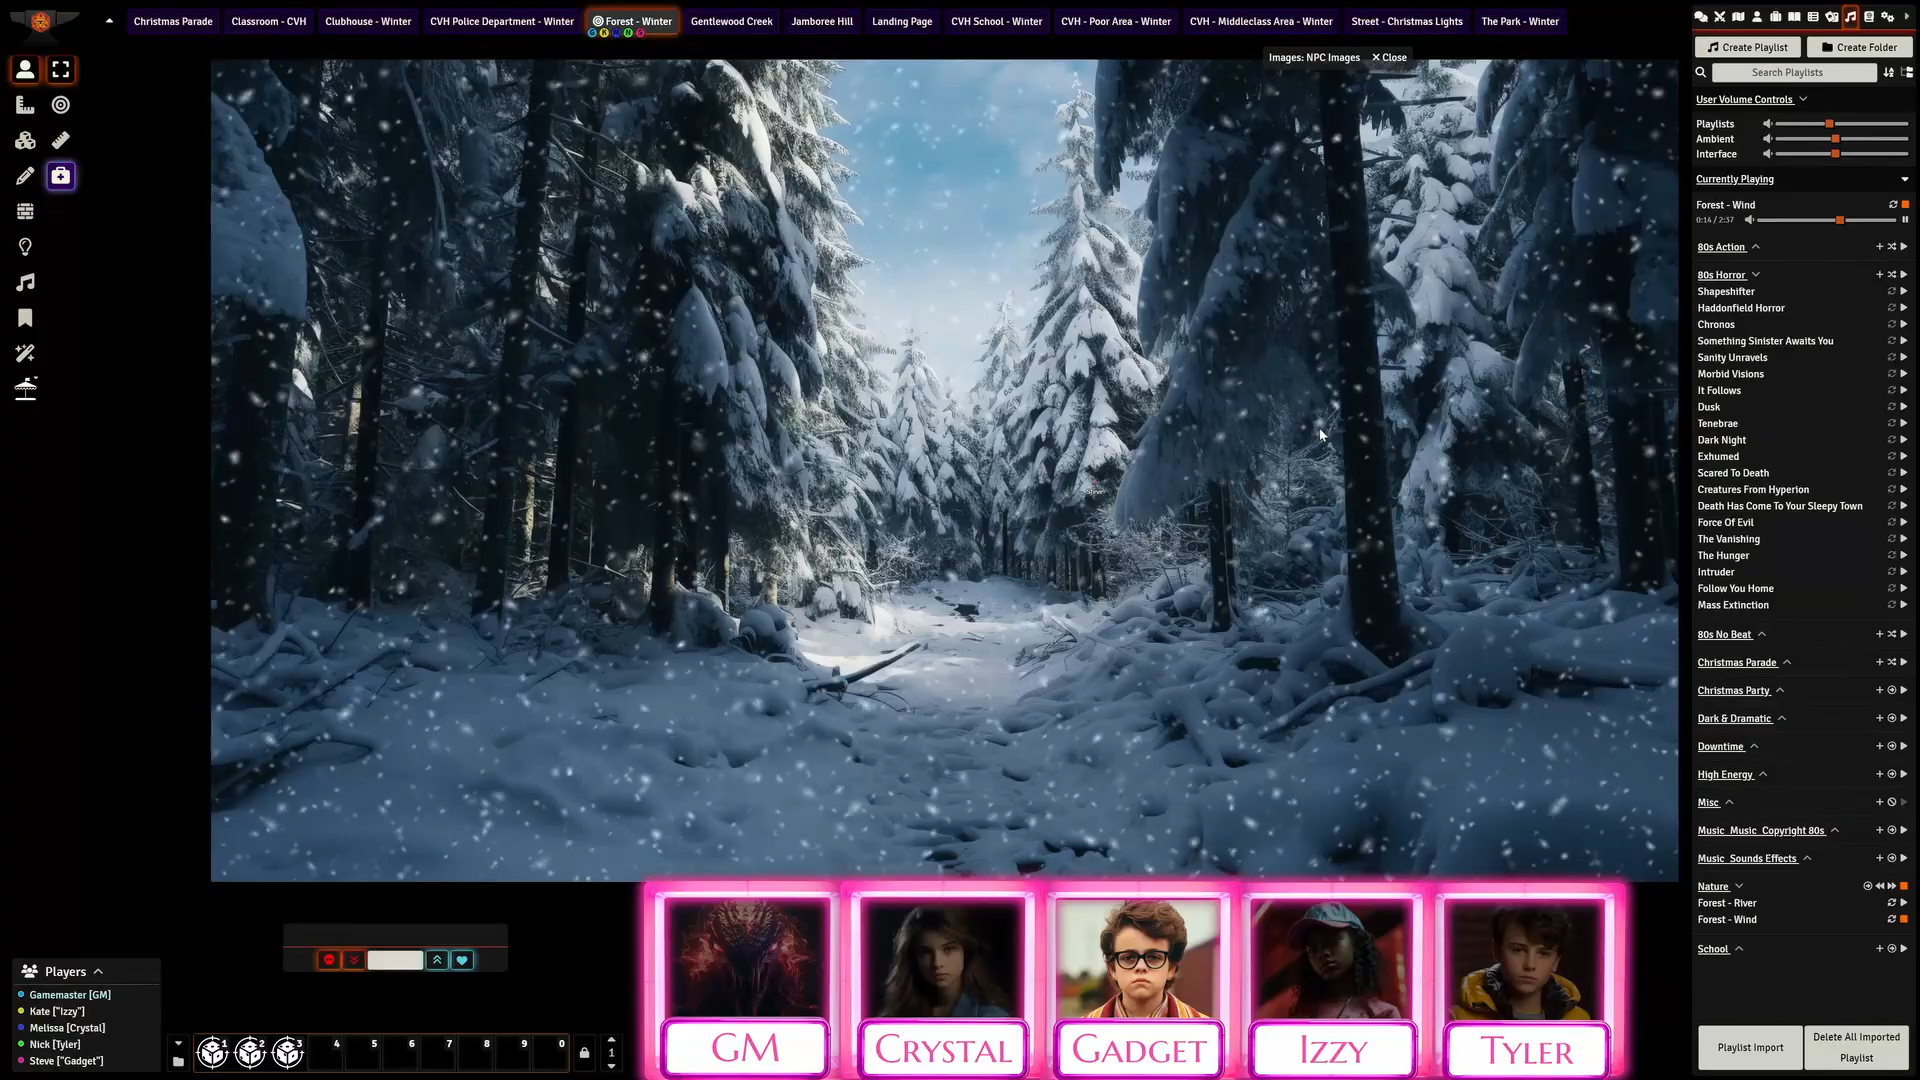 Christmas Parade
Classroom - CVH
Clubhouse - Winter
CVH Police Department - Winter
Forest - Winter
G K M N S
Gentlewood Creek
Jamboree Hill
Landing Page
CVH School - Winter
CVH - Poor Area - Winter
CVH - Middleclass Area - Winter
Street - Christmas Lights
The Park - Winter
Images: NPC Images
Close
Steve
Create Playlist
Create Folder
Search Playlists
User Volume Controls
Playlists
Ambient
Interface
Currently Playing
Forest - Wind
0:14 / 2:37
80s Action
80s Horror
Shapeshifter
Haddonfield Horror
Chronos
Something Sinister Awaits You
Sanity Unravels
Morbid Visions
It Follows
Dusk
Tenebrae
Dark Night
Exhumed
Scared To Death
Creatures From Hyperion
Death Has Come To Your Sleepy Town
Force Of Evil
The Vanishing
The Hunger
Intruder
Follow You Home
Mass Extinction
80s No Beat
Christmas Parade
Christmas Party
Dark & Dramatic
Downtime
High Energy
Misc
Music_Music_Copyright 80s
Music_Sounds Effects
Nature
Forest - River
Forest - Wind
School
Playlist Import
Delete All Imported
Playlist
Players
Gamemaster [GM]
Kate ["Izzy"]
Melissa [Crystal]
Nick [Tyler]
Steve ["Gadget"]
1 2 3 4 5 6 7 8 9 0
1
GM
Crystal
Gadget
Izzy
Tyler